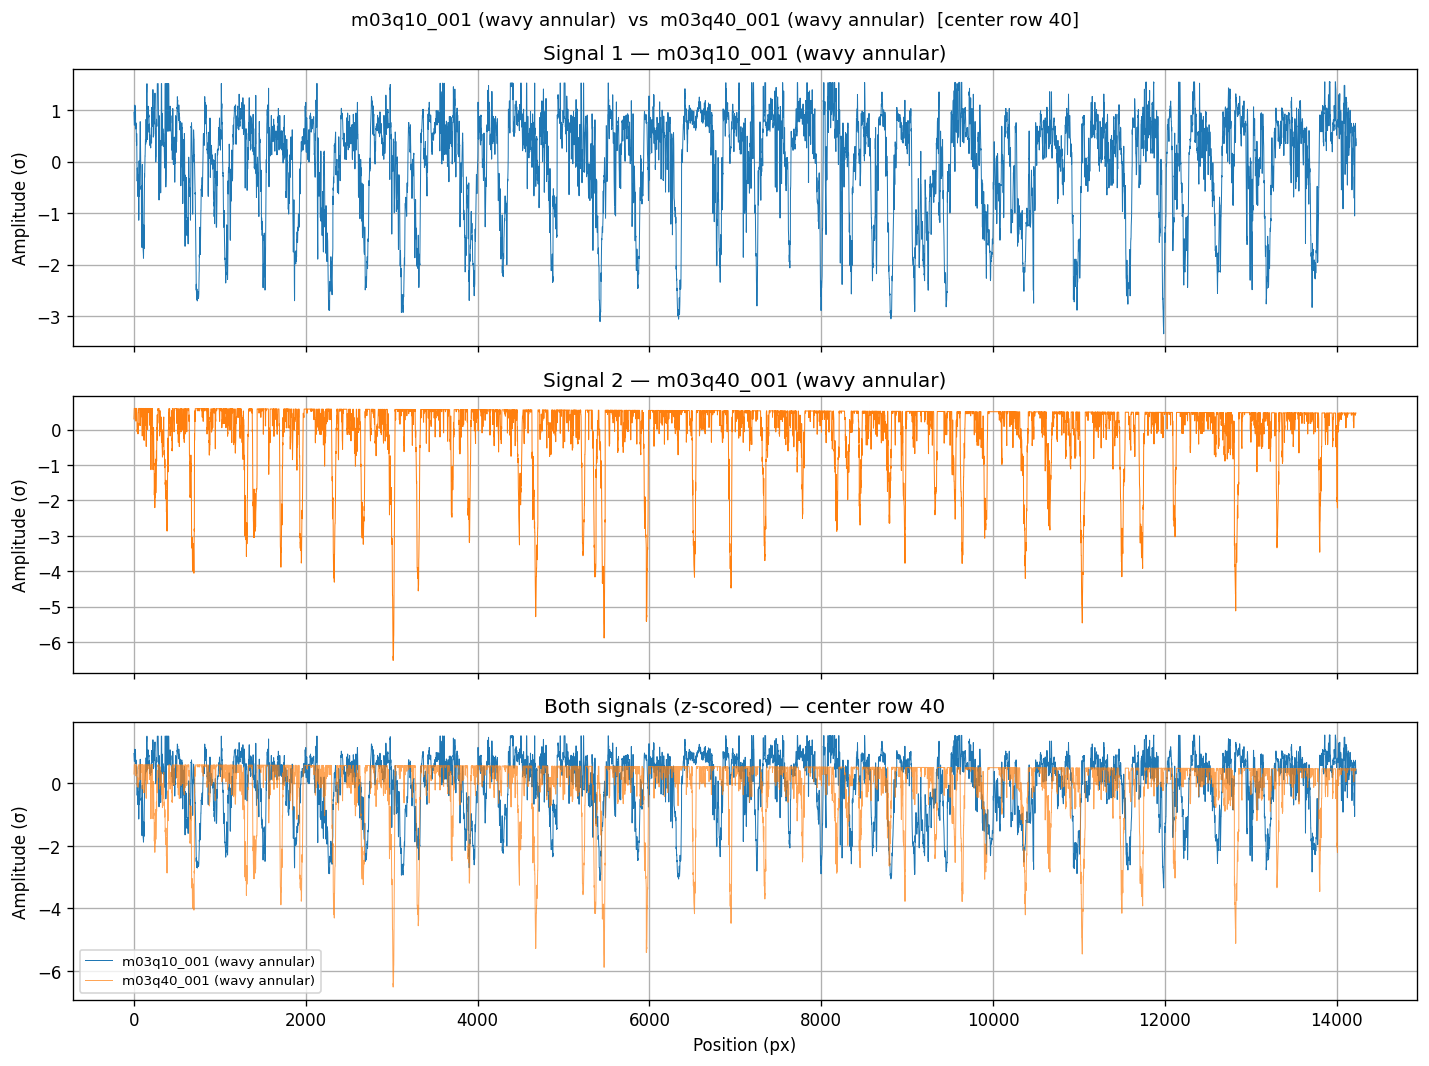 m03q10_001 (wavy annular)  vs  m03q40_001 (wavy annular)  [center row 40]
Signal 1 — m03q10_001 (wavy annular)
Amplitude (σ)
1
0
−1
−2
−3
Signal 2 — m03q40_001 (wavy annular)
Amplitude (σ)
0
−1
−2
−3
−4
−5
−6
Both signals (z-scored) — center row 40
Amplitude (σ)
0
−2
−4
−6
m03q10_001 (wavy annular)
m03q40_001 (wavy annular)
0 2000 4000 6000 8000 10000 12000 14000
Position (px)